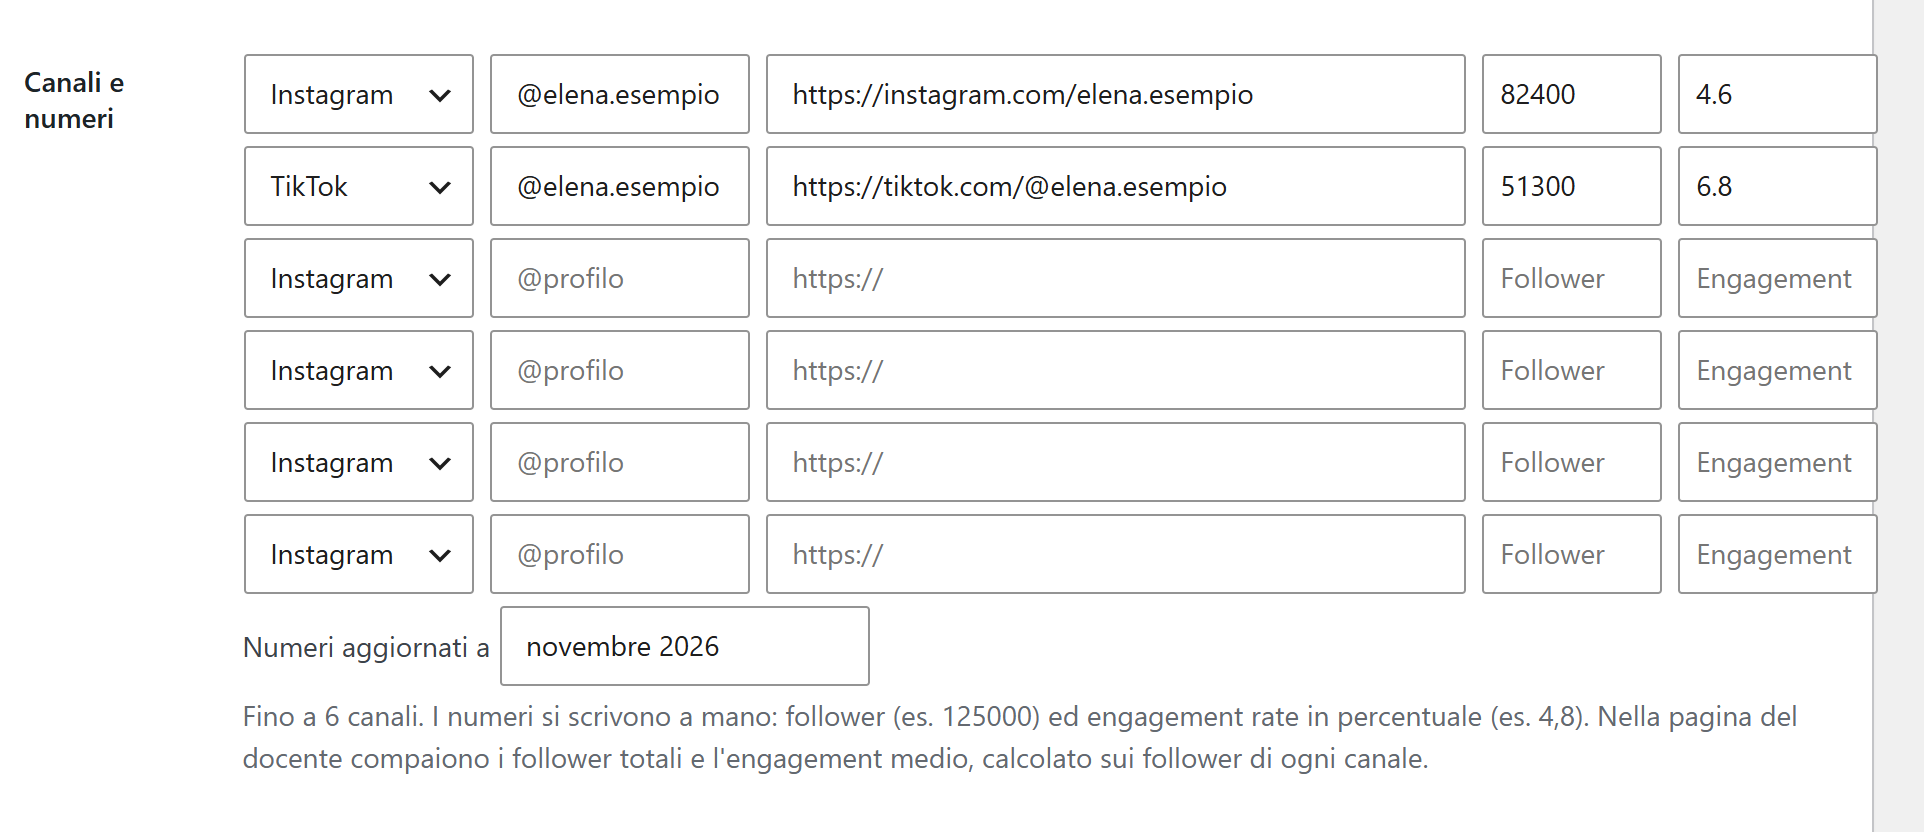 Canali e
numeri
Instagram @elena.esempio https://instagram.com/elena.esempio 82400 4.6
TikTok @elena.esempio https://tiktok.com/@elena.esempio 51300 6.8
Instagram @profilo https:// Follower Engagement
Instagram @profilo https:// Follower Engagement
Instagram @profilo https:// Follower Engagement
Instagram @profilo https:// Follower Engagement
Numeri aggiornati a novembre 2026
Fino a 6 canali. I numeri si scrivono a mano: follower (es. 125000) ed engagement rate in percentuale (es. 4,8). Nella pagina del
docente compaiono i follower totali e l'engagement medio, calcolato sui follower di ogni canale.